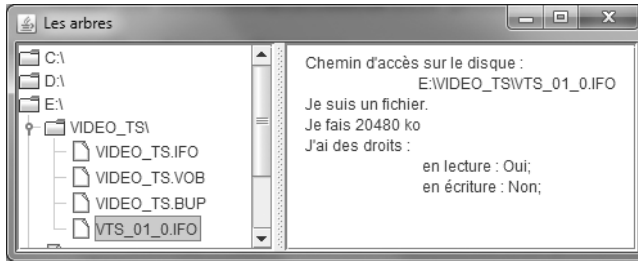 Les arbres
C:\
D:\
E:\
VIDEO_TS\
VIDEO_TS.IFO
VIDEO_TS.VOB
VIDEO_TS.BUP
VTS_01_0.IFO
Chemin d'accès sur le disque :
E:\VIDEO_TS\VTS_01_0.IFO
Je suis un fichier.
Je fais 20480 ko
J'ai des droits :
en lecture : Oui;
en écriture : Non;